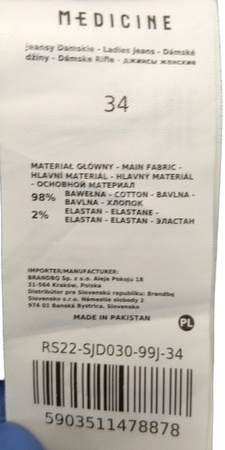 MEDICINE
jeansy Damskie - Ladies Jeans - Dámské
džíny - Dámske Rifle - джинсы женские
34
MATERIAŁ GŁÓWNY - MAIN FABRIC -
HLAVNÍ MATERIÁL - HLAVNÝ MATERIÁL
- ОСНОВНОЙ МАТЕРИАЛ
98% BAWEŁNA - COTTON - BAVLNA -
BAVLNA - ХЛОПОК
2% ELASTAN - ELASTANE -
ELASTAN - ELASTAN - ЭЛАСТАН
IMPORTER/MANUFACTURER:
BRANDBQ Sp. z o.o. Aleja Pokoju 18
31-564 Kraków, Polska
Distribútor pre Slovenskú republiku: Brandbq
Slovensko s.r.o. Námestie slobody 2
974 01 Banská Bystrica, Slovensko
MADE IN PAKISTAN
PL
RS22-SJD030-99J-34
5903511478878